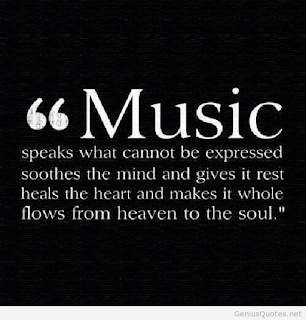 “Music
speaks what cannot be expressed
soothes the mind and gives it rest
heals the heart and makes it whole
flows from heaven to the soul."
GeniusQuotes.net